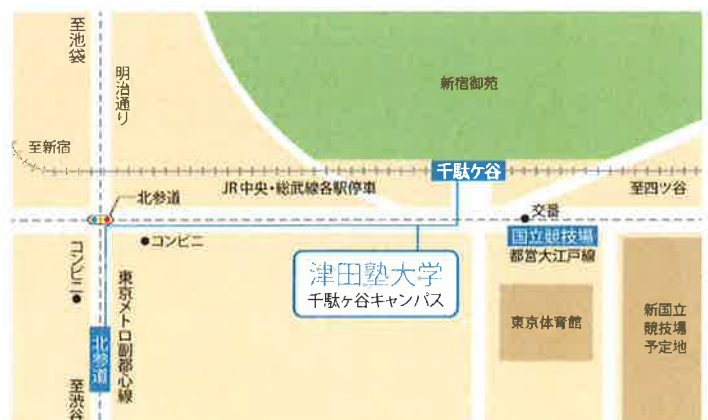 至池袋
明治通り
新宿御苑
至新宿
千駄ケ谷
JR中央・総武線各駅停車
至四ツ谷
北参道
交番
コンビニ
国立競技場
都営大江戸線
津田塾大学
千駄ヶ谷キャンパス
コンビニ
東京メトロ副都心線
東京体育館
新国立
競技場
予定地
北参道
至渋谷